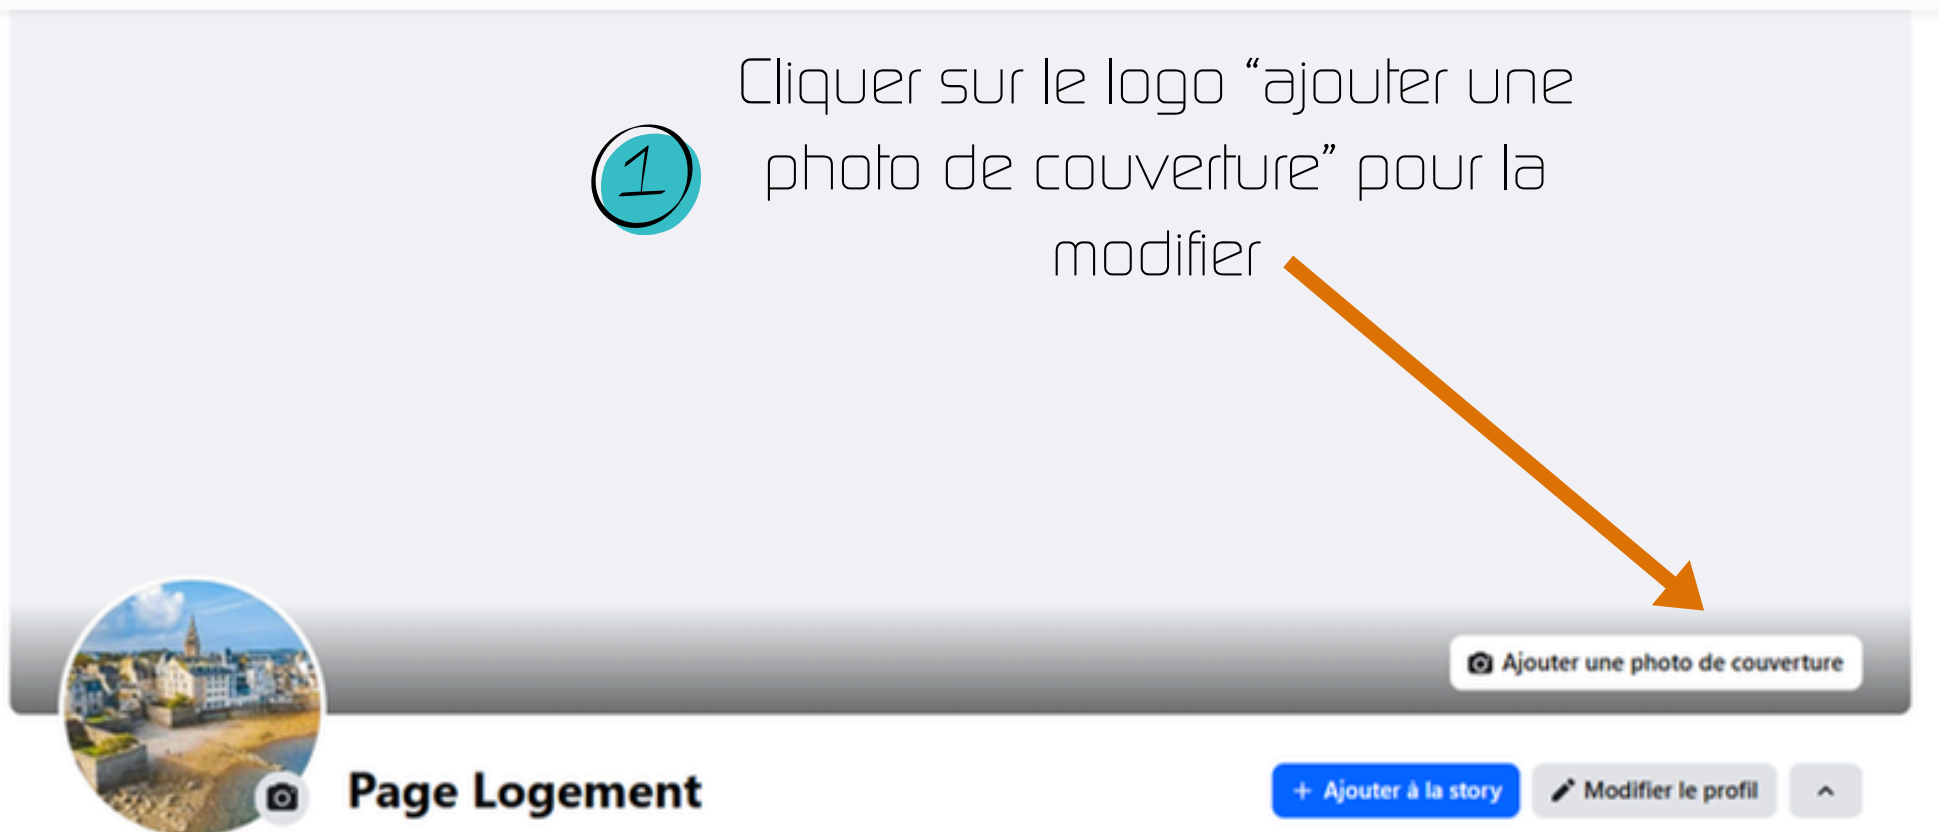 Cliquer sur le logo “ajouter une
1
photo de couverture” pour la
modifier
Ajouter une photo de couverture
Page Logement
+ Ajouter à la story
Modifier le profil